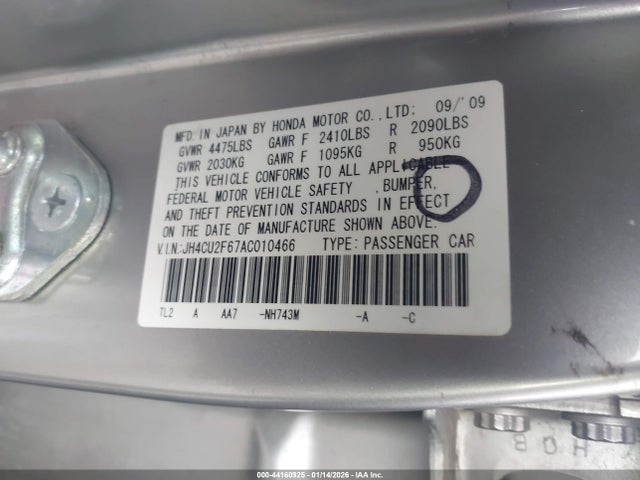 MFD. IN JAPAN BY HONDA MOTOR CO.,LTD: 09/'09
GVWR 4475LBS GAWR F 2410LBS R 2090LBS
GVWR 2030KG GAWR F 1095KG R 950KG
THIS VEHICLE CONFORMS TO ALL APPLICABLE
FEDERAL MOTOR VEHICLE SAFETY ,BUMPER,
AND THEFT PREVENTION STANDARDS IN EFFECT
ON THE DATE OF MANUFACTURE SHOWN ABOVE.
V.I.N:JH4CU2F67AC010466 TYPE: PASSENGER CAR
TL2 A AA7 -NH743M -A -C
H Q B
000-44160925 - 01/14/2026 - IAA Inc.